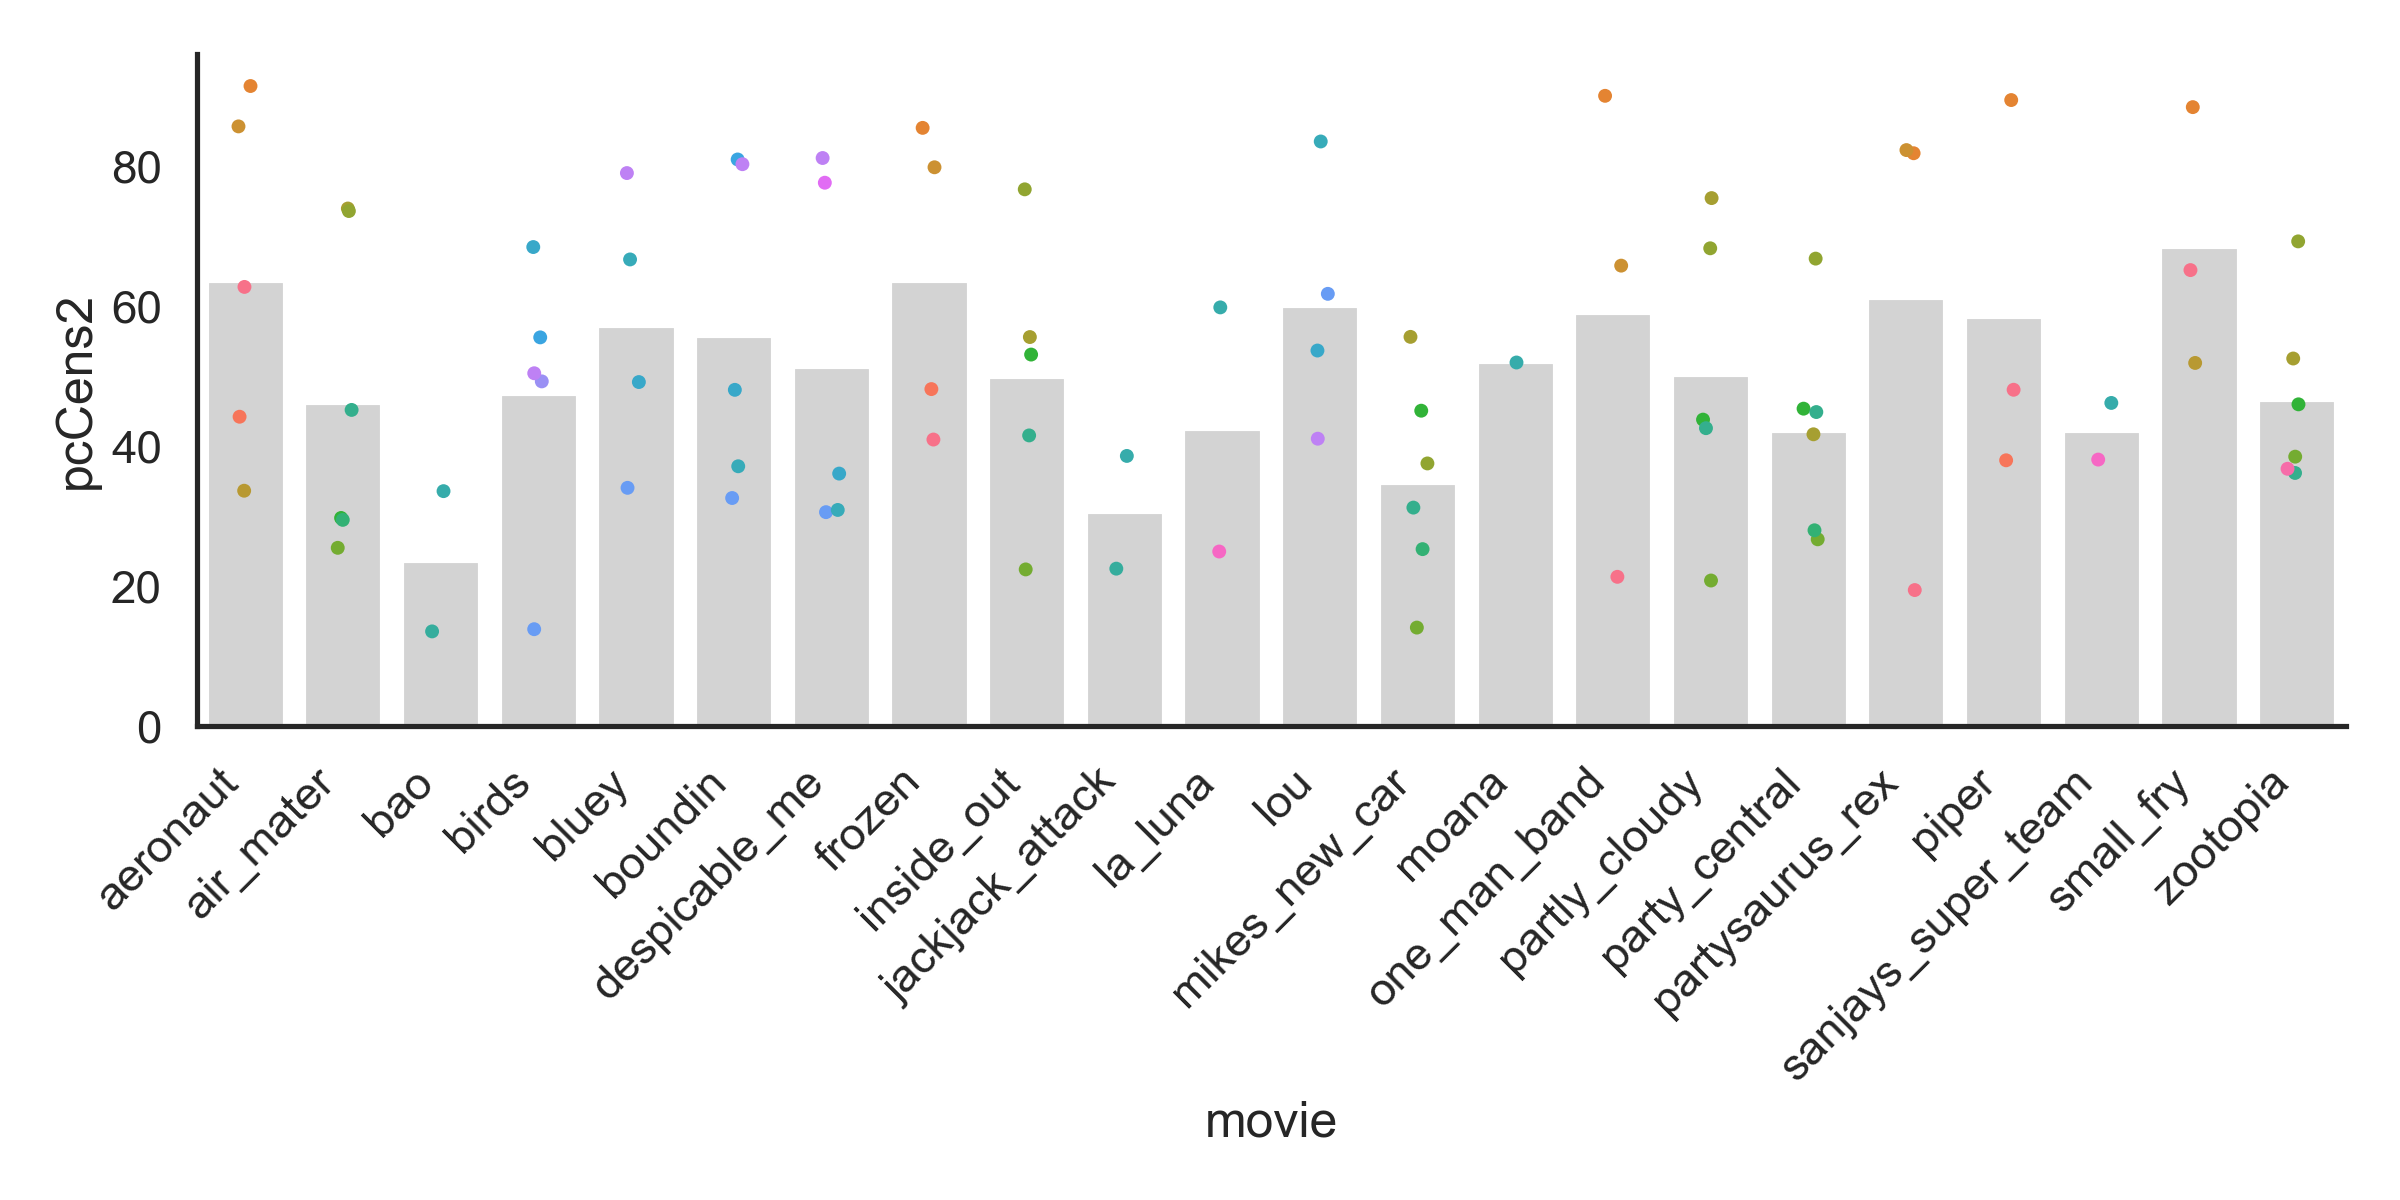 pcCens2
80
60
40
20
0
aeronaut
air_mater
bao
birds
bluey
boundin
despicable_me
frozen
inside_out
jackjack_attack
la_luna
lou
mikes_new_car
moana
one_man_band
partly_cloudy
party_central
partysaurus_rex
piper
sanjays_super_team
small_fry
zootopia
movie